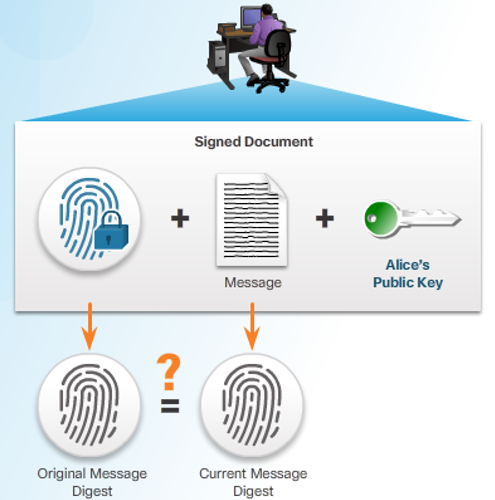 Signed Document
+
+
Message
Alice's
Public Key
?
=
Original Message
Digest
Current Message
Digest